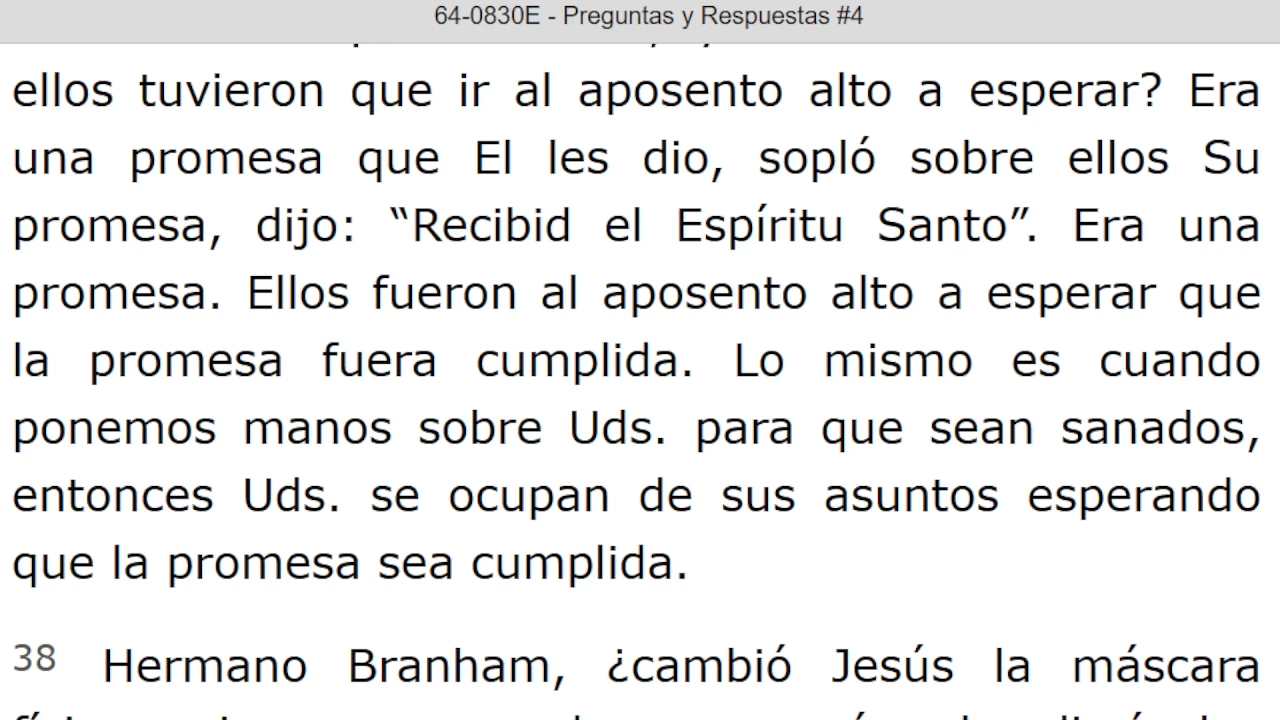 64-0830E - Preguntas y Respuestas #4
ellos tuvieron que ir al aposento alto a esperar? Era
una promesa que El les dio, sopló sobre ellos Su
promesa, dijo: “Recibid el Espíritu Santo”. Era una
promesa. Ellos fueron al aposento alto a esperar que
la promesa fuera cumplida. Lo mismo es cuando
ponemos manos sobre Uds. para que sean sanados,
entonces Uds. se ocupan de sus asuntos esperando
que la promesa sea cumplida.
38 Hermano Branham, ¿cambió Jesús la máscara